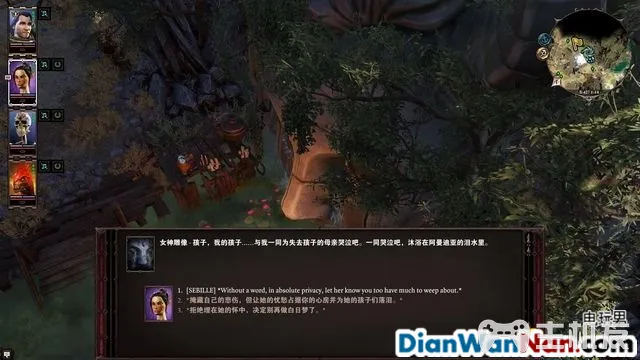 女神雕像 - 孩子，我的孩子……与我一同为失去孩子的母亲哭泣吧。一同哭泣吧，沐浴在阿曼迪亚的泪水里。
1. [SEBILLE] *Without a word, in absolute privacy, let her know you too have much to weep about.*
2. *掩藏自己的悲伤，但让她的忧愁占据你的心房并为她的孩子们落泪。*
3. *拒绝埋在她的怀中，决定别再做白日梦了。*
电玩男
DianWanNan.com